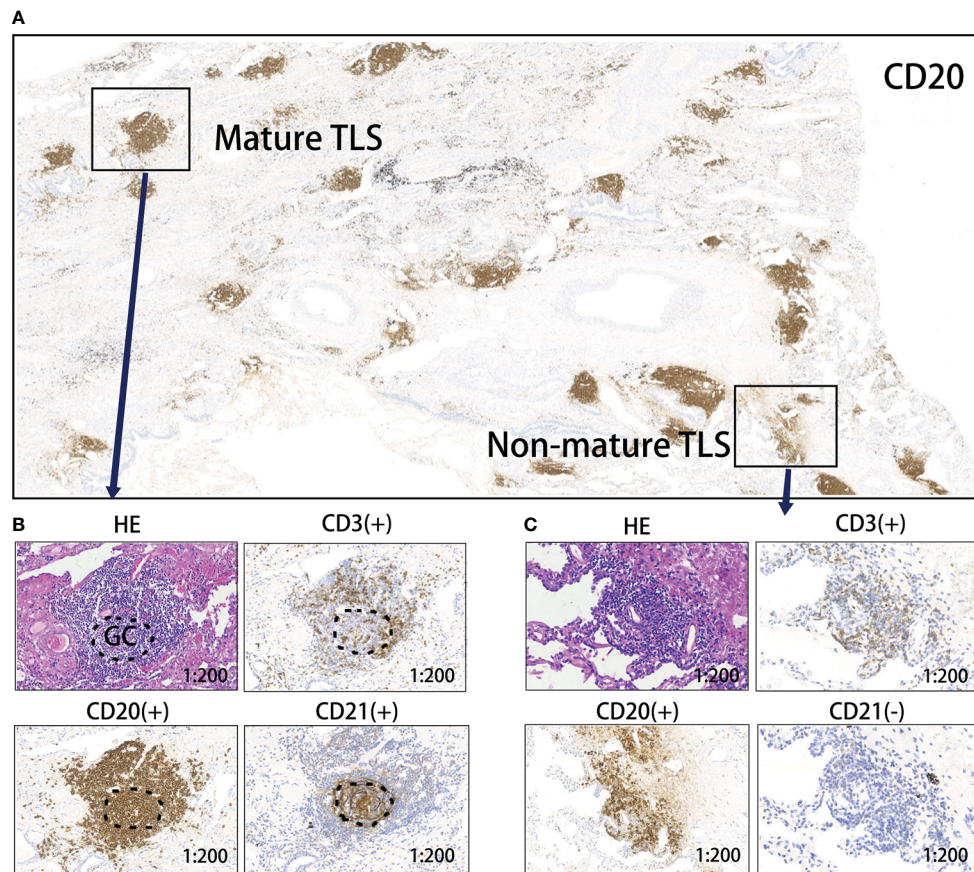 A
CD20
Mature TLS
Non-mature TLS
B
HE
CD3(+)
GC
1:200
1:200
CD20(+)
CD21(+)
1:200
1:200
C
HE
CD3(+)
1:200
1:200
CD20(+)
CD21(-)
1:200
1:200